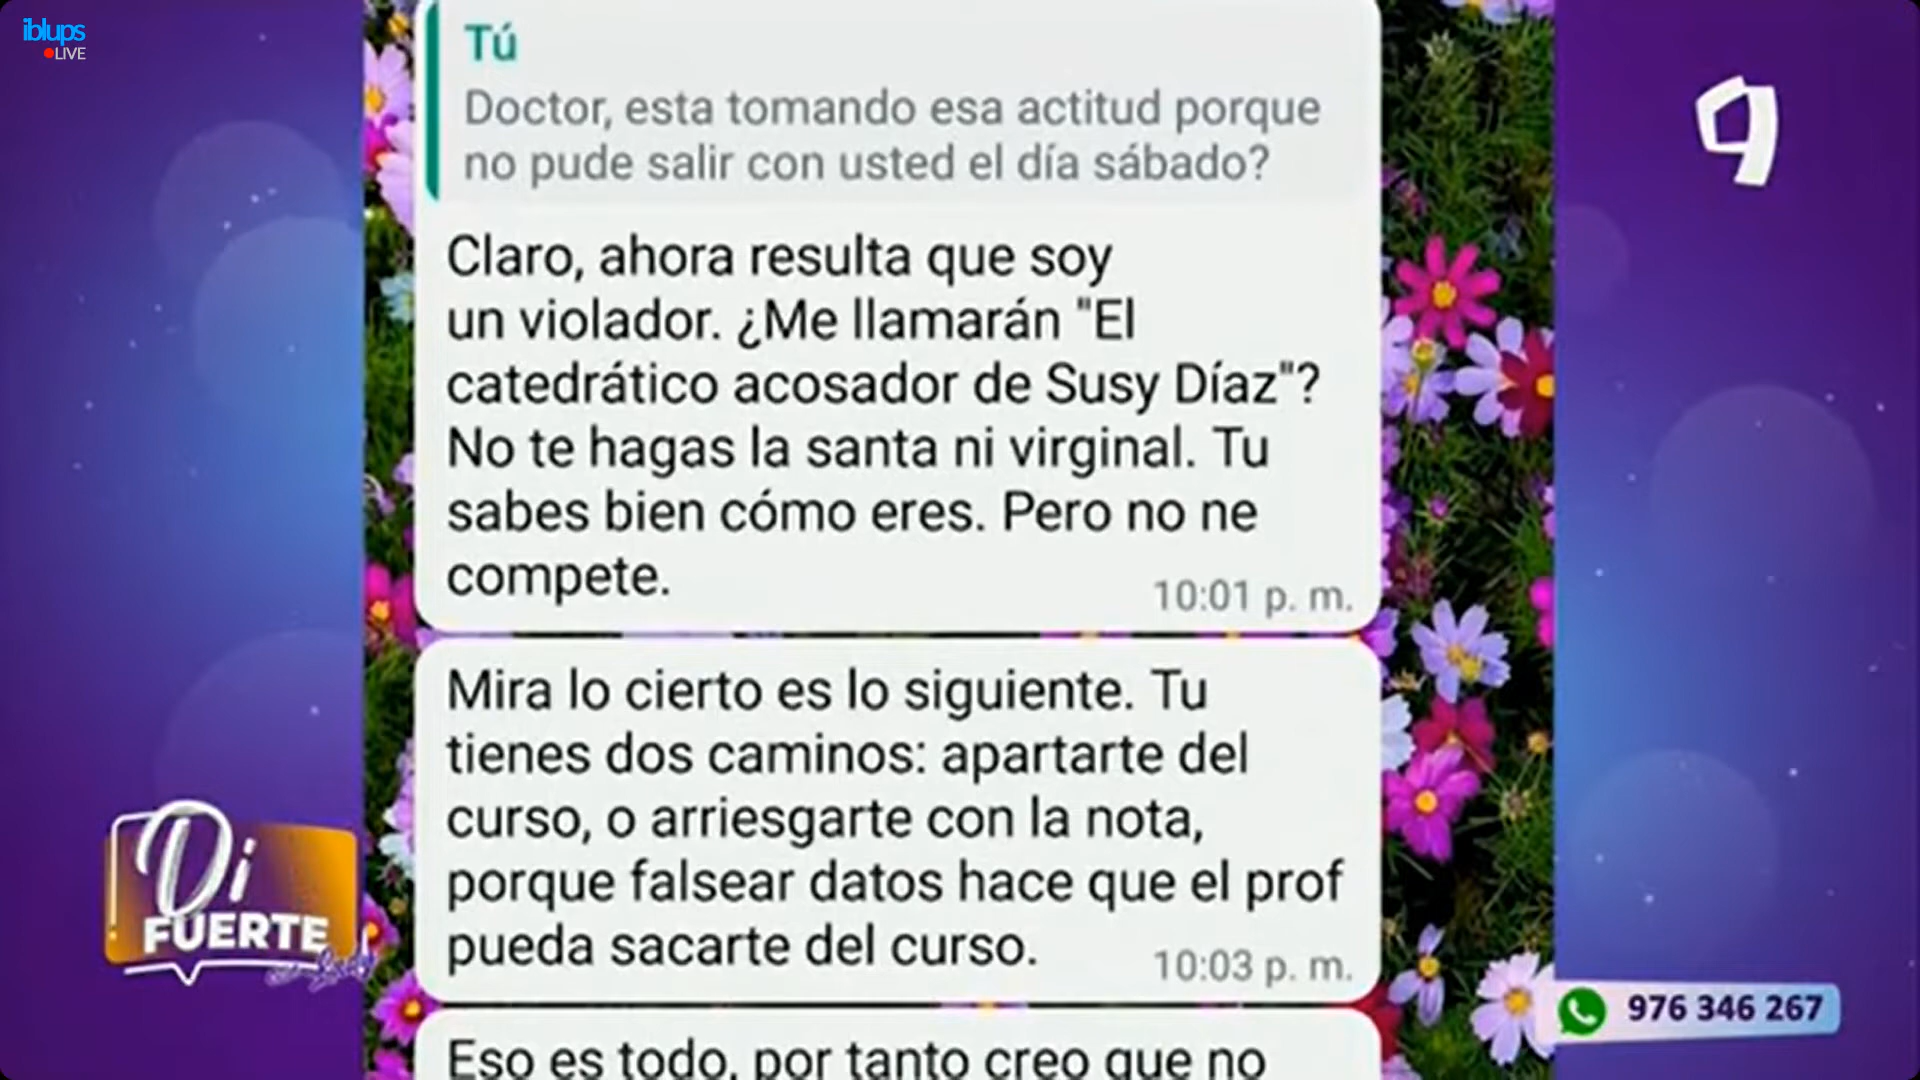 iblups
LIVE
Tú
Doctor, esta tomando esa actitud porque
no pude salir con usted el día sábado?
Claro, ahora resulta que soy
un violador. ¿Me llamarán "El
catedrático acosador de Susy Díaz"?
No te hagas la santa ni virginal. Tu
sabes bien cómo eres. Pero no ne
compete.
10:01 p. m.
Mira lo cierto es lo siguiente. Tu
tienes dos caminos: apartarte del
curso, o arriesgarte con la nota,
porque falsear datos hace que el prof
pueda sacarte del curso.
10:03 p. m.
Eso es todo, por tanto creo que no
Di
FUERTE
976 346 267
9